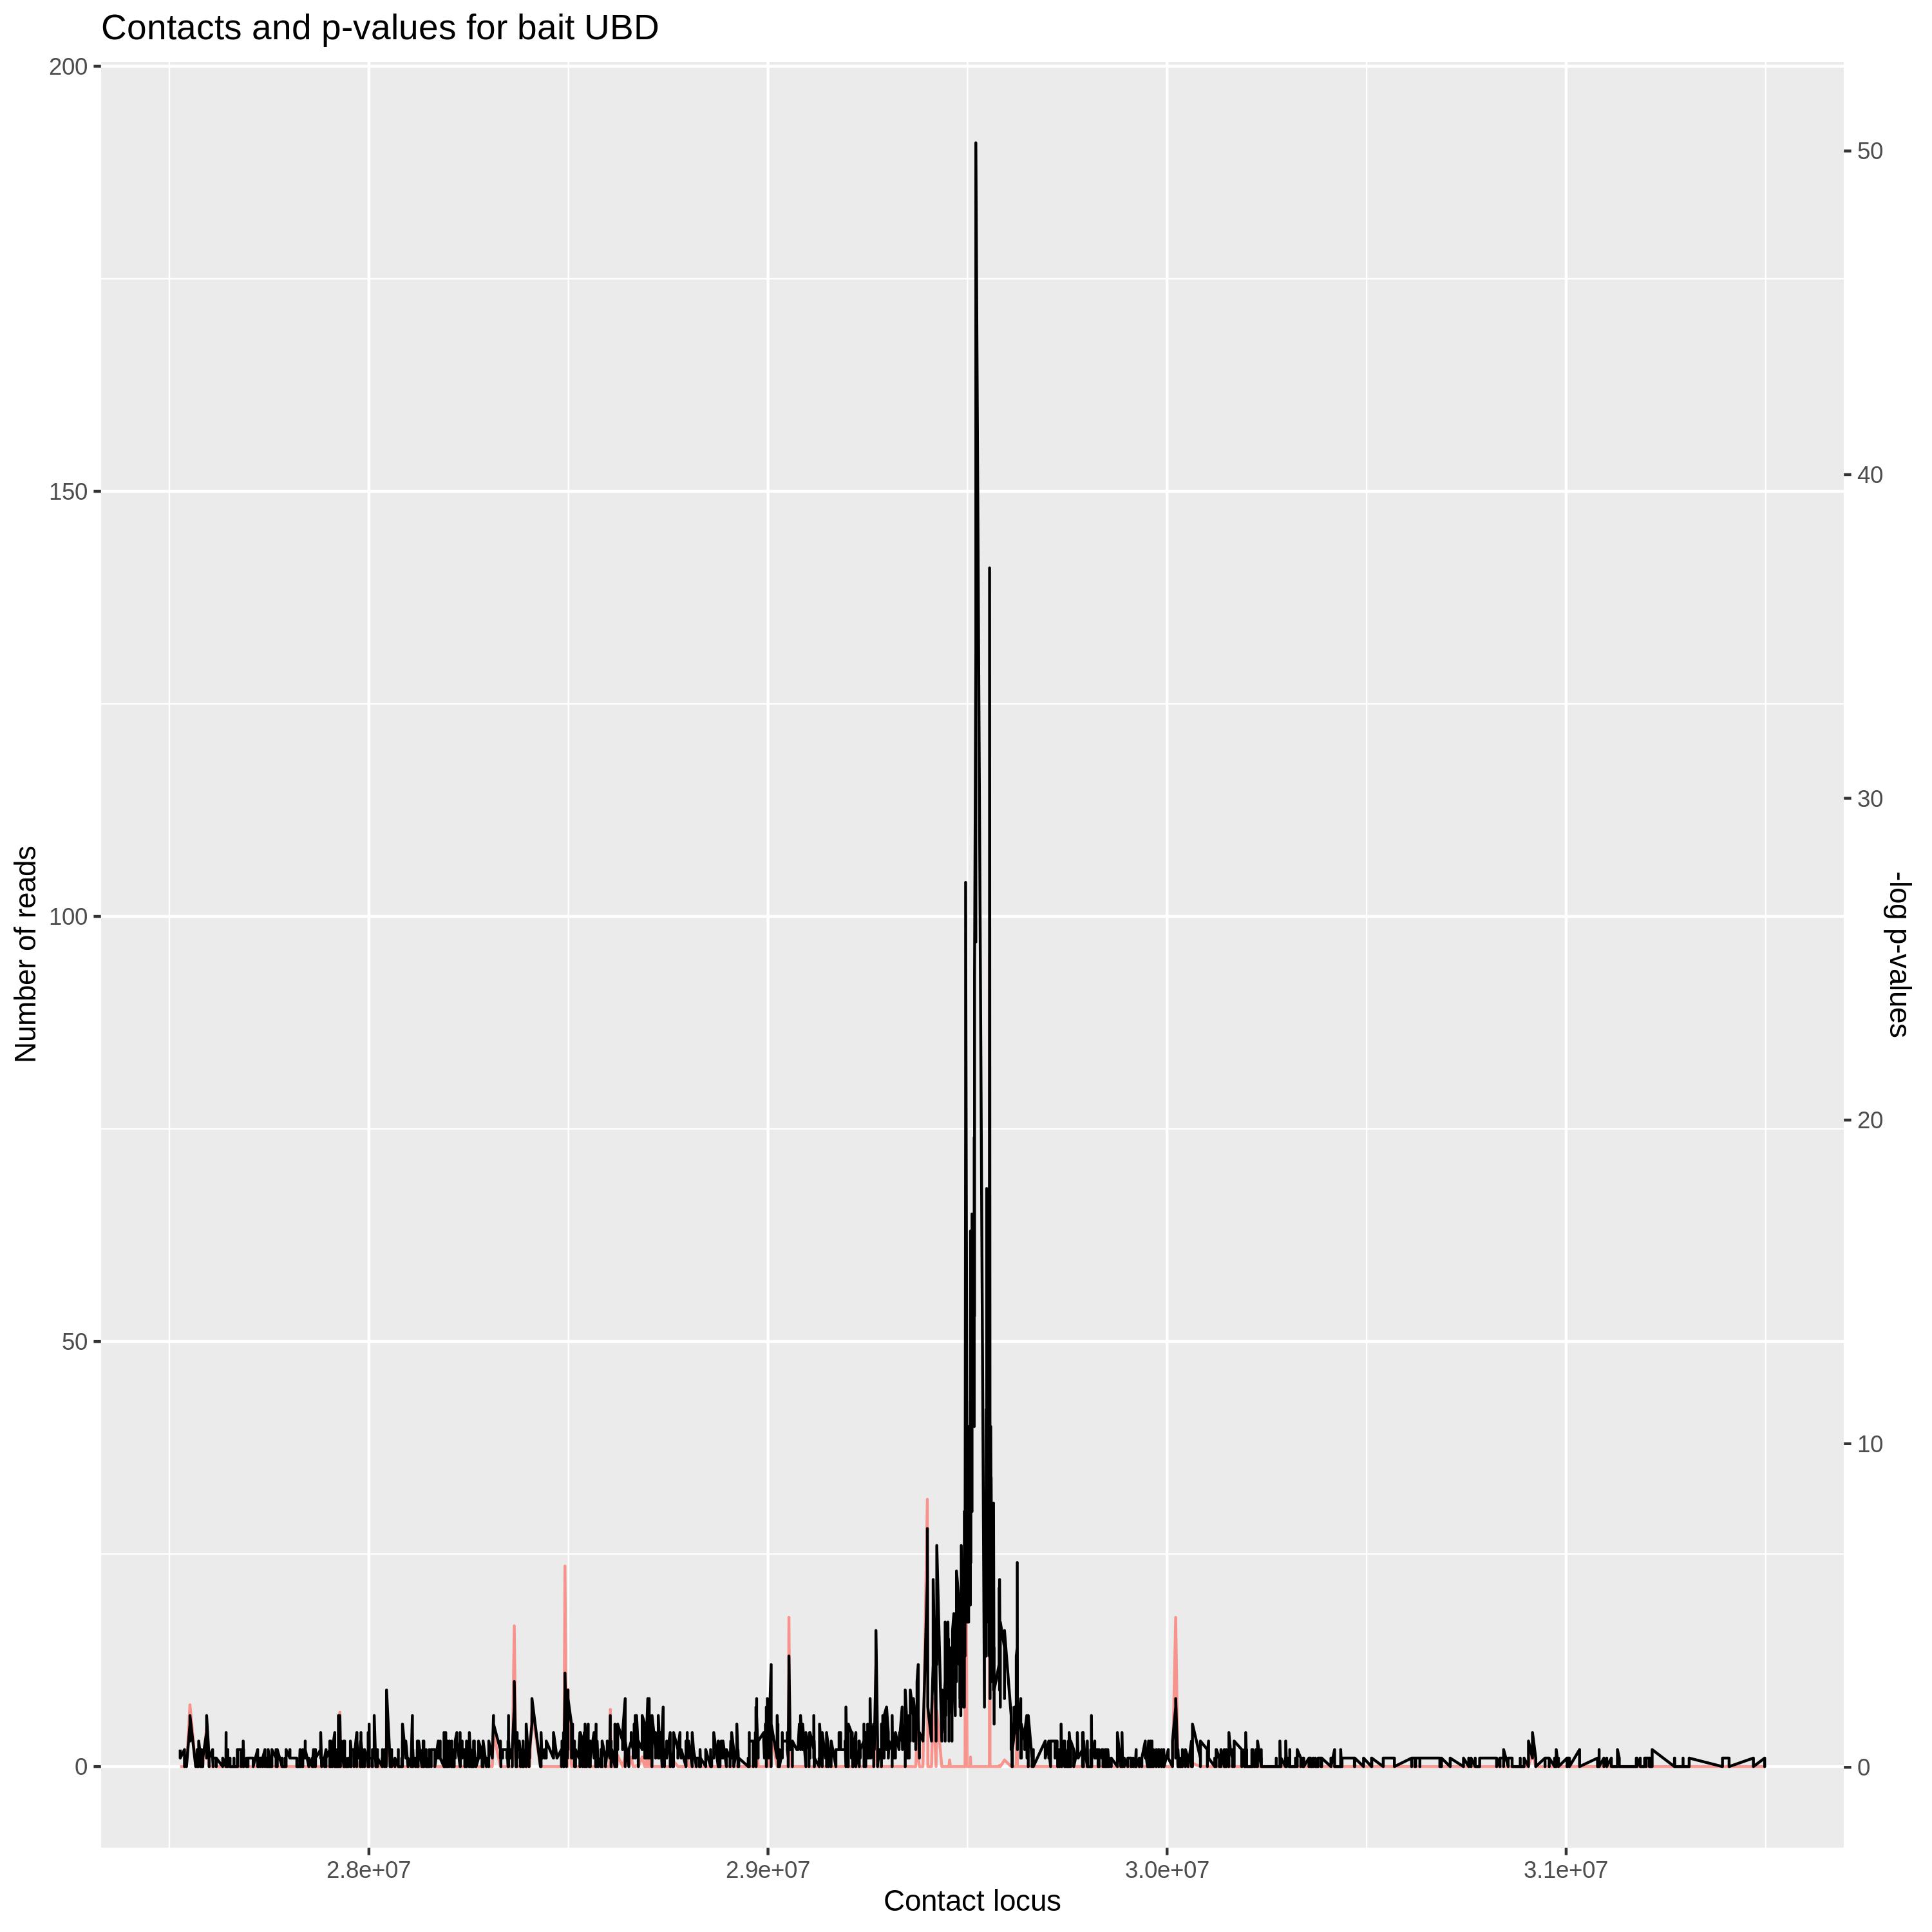 Contacts and p-values for bait UBD
200
150
100
50
0
Number of reads
50
40
30
20
10
0
-log p-values
2.8e+07
2.9e+07
3.0e+07
3.1e+07
Contact locus